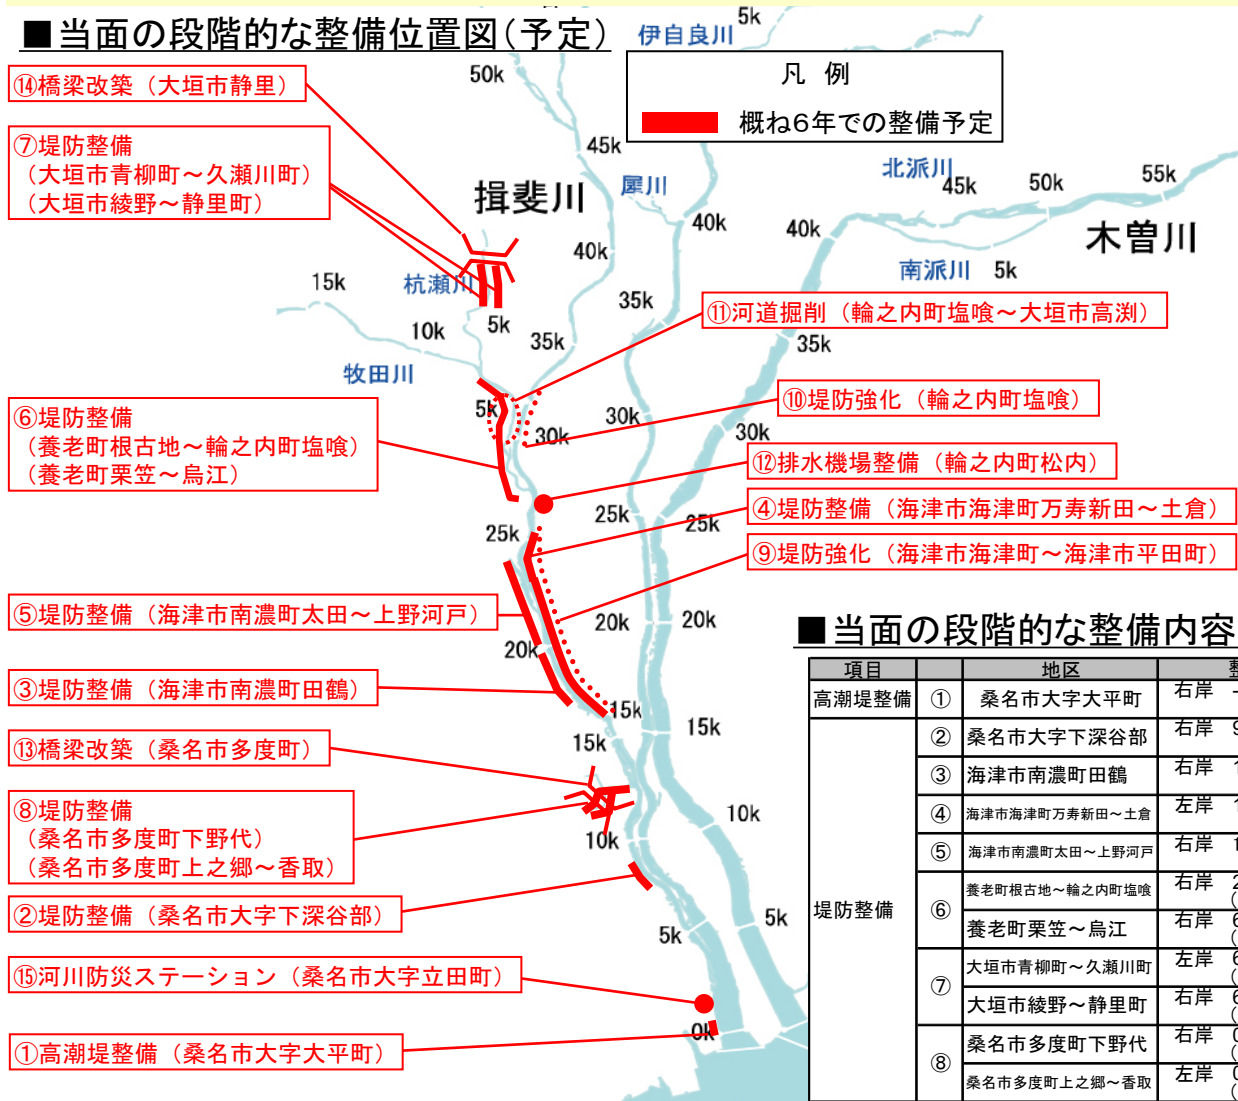 ■当面の段階的な整備位置図(予定)
凡 例
概ね6年での整備予定
伊自良川
5k
50k
45k
犀川
揖斐川
40k
40k
40k
北派川
45k
50k
55k
木曽川
南派川
5k
⑭橋梁改築(大垣市静里)
⑦堤防整備
(大垣市青柳町~久瀬川町)
(大垣市綾野~静里町)
15k
杭瀬川
10k
5k
35k
35k
35k
牧田川
⑪河道掘削(輪之内町塩喰~大垣市高渕)
⑩堤防強化(輪之内町塩喰)
5k
30k
30k
30k
⑥堤防整備
(養老町根古地~輪之内町塩喰)
(養老町栗笠~烏江)
⑫排水機場整備(輪之内町松内)
④堤防整備(海津市海津町万寿新田~土倉)
⑨堤防強化(海津市海津町~海津市平田町)
25k
25k
25k
⑤堤防整備(海津市南濃町太田~上野河戸)
20k
20k
20k
③堤防整備(海津市南濃町田鶴)
15k
15k
15k
⑬橋梁改築(桑名市多度町)
⑧堤防整備
(桑名市多度町下野代)
(桑名市多度町上之郷~香取)
10k
10k
②堤防整備(桑名市大字下深谷部)
5k
5k
⑮河川防災ステーション(桑名市大字立田町)
0k
①高潮堤整備(桑名市大字大平町)
■当面の段階的な整備内容
項目 地区
高潮堤整備 ① 桑名市大字大平町 右岸
堤防整備
② 桑名市大字下深谷部 右岸
③ 海津市南濃町田鶴 右岸
④ 海津市海津町万寿新田~土倉 左岸
⑤ 海津市南濃町太田~上野河戸 右岸
⑥ 養老町根古地~輪之内町塩喰 右岸
養老町栗笠~烏江 右岸
⑦ 大垣市青柳町~久瀬川町 左岸
大垣市綾野~静里町 右岸
⑧ 桑名市多度町下野代 右岸
桑名市多度町上之郷~香取 左岸